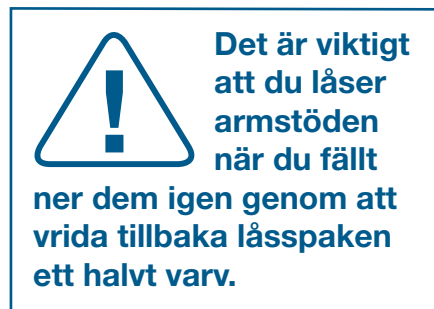 Det är viktigt
att du låser
armstöden
när du fällt
ner dem igen genom att
vrida tillbaka låsspaken
ett halvt varv.